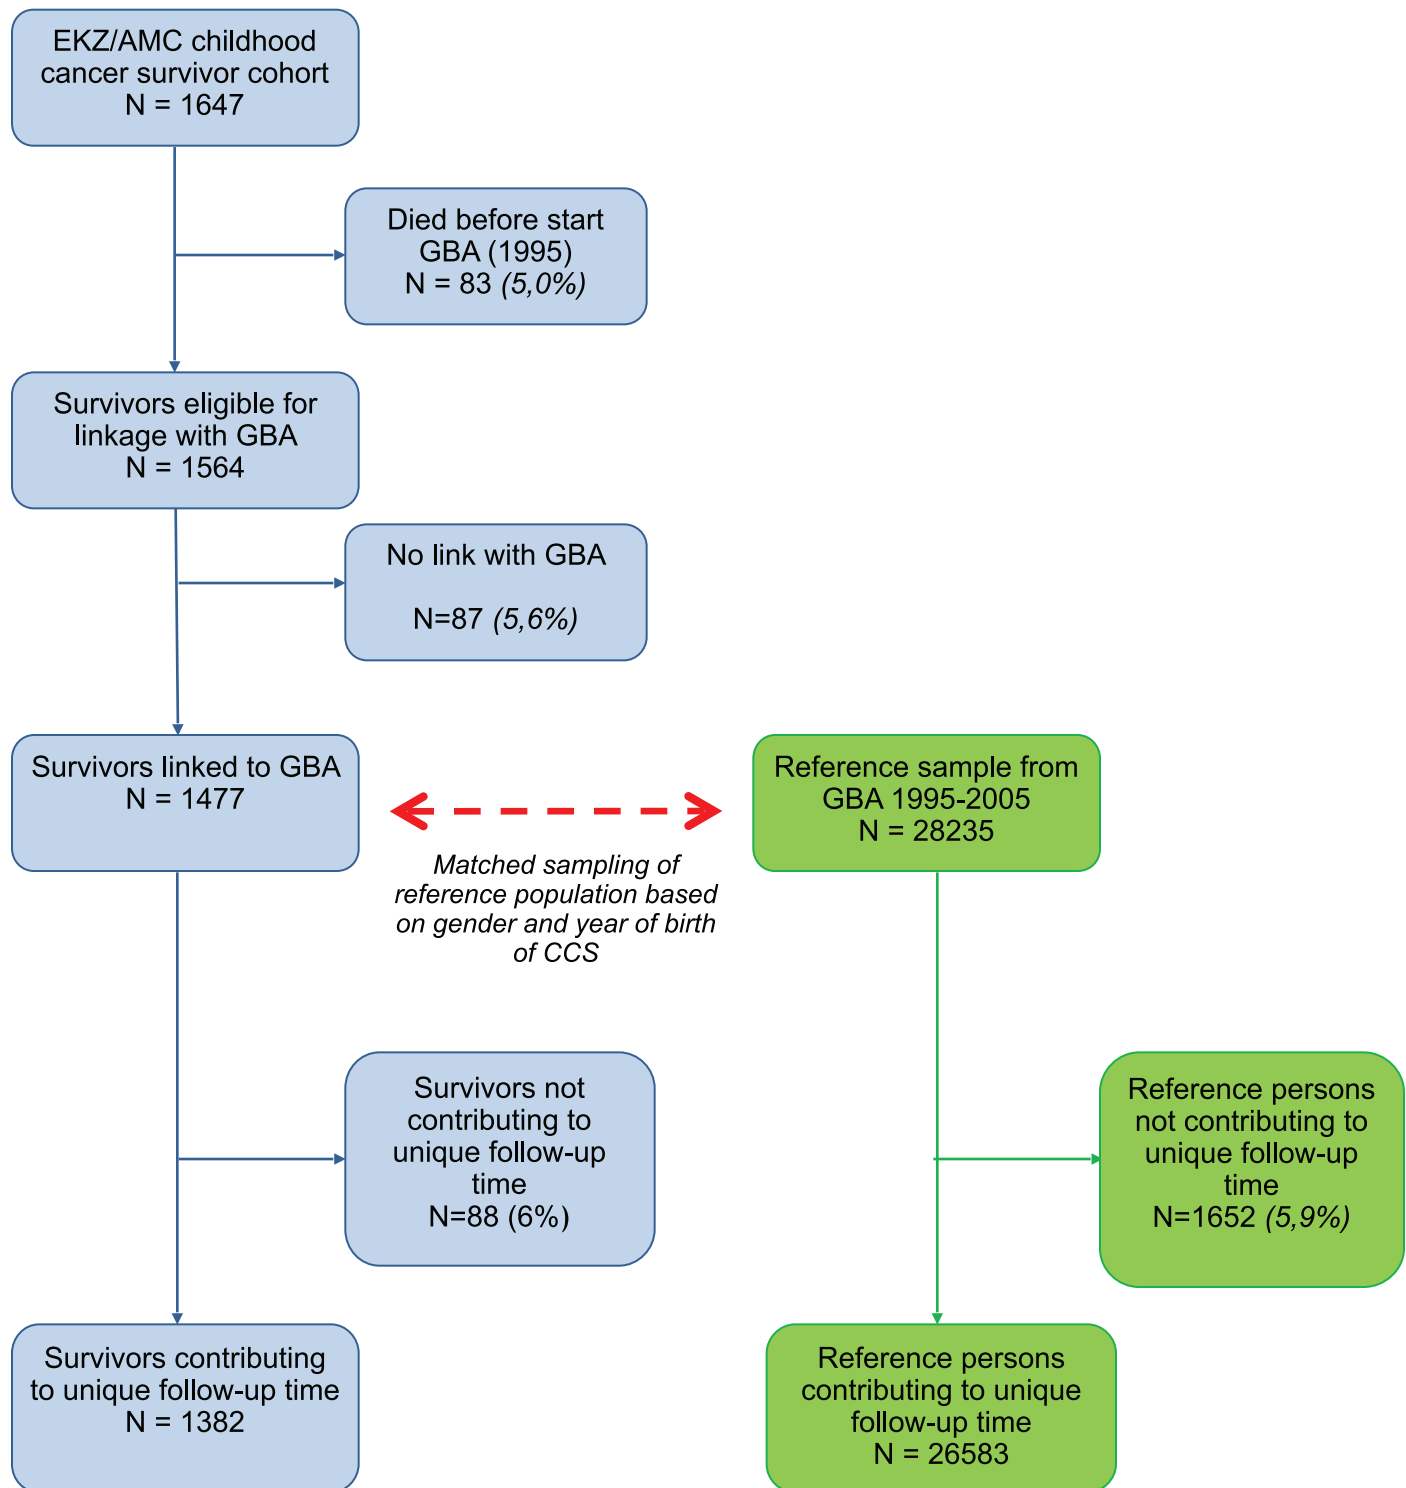 EKZ/AMC childhood
cancer survivor cohort
N = 1647
Died before start
GBA (1995)
N = 83 (5,0%)
Survivors eligible for
linkage with GBA
N = 1564
No link with GBA
N=87 (5,6%)
Survivors linked to GBA
N = 1477
Reference sample from
GBA 1995-2005
N = 28235
Matched sampling of
reference population based
on gender and year of birth
of CCS
Survivors not
contributing to
unique follow-up
time
N=88 (6%)
Reference persons
not contributing to
unique follow-up
time
N=1652 (5,9%)
Survivors contributing
to unique follow-up time
N = 1382
Reference persons
contributing to unique
follow-up time
N = 26583